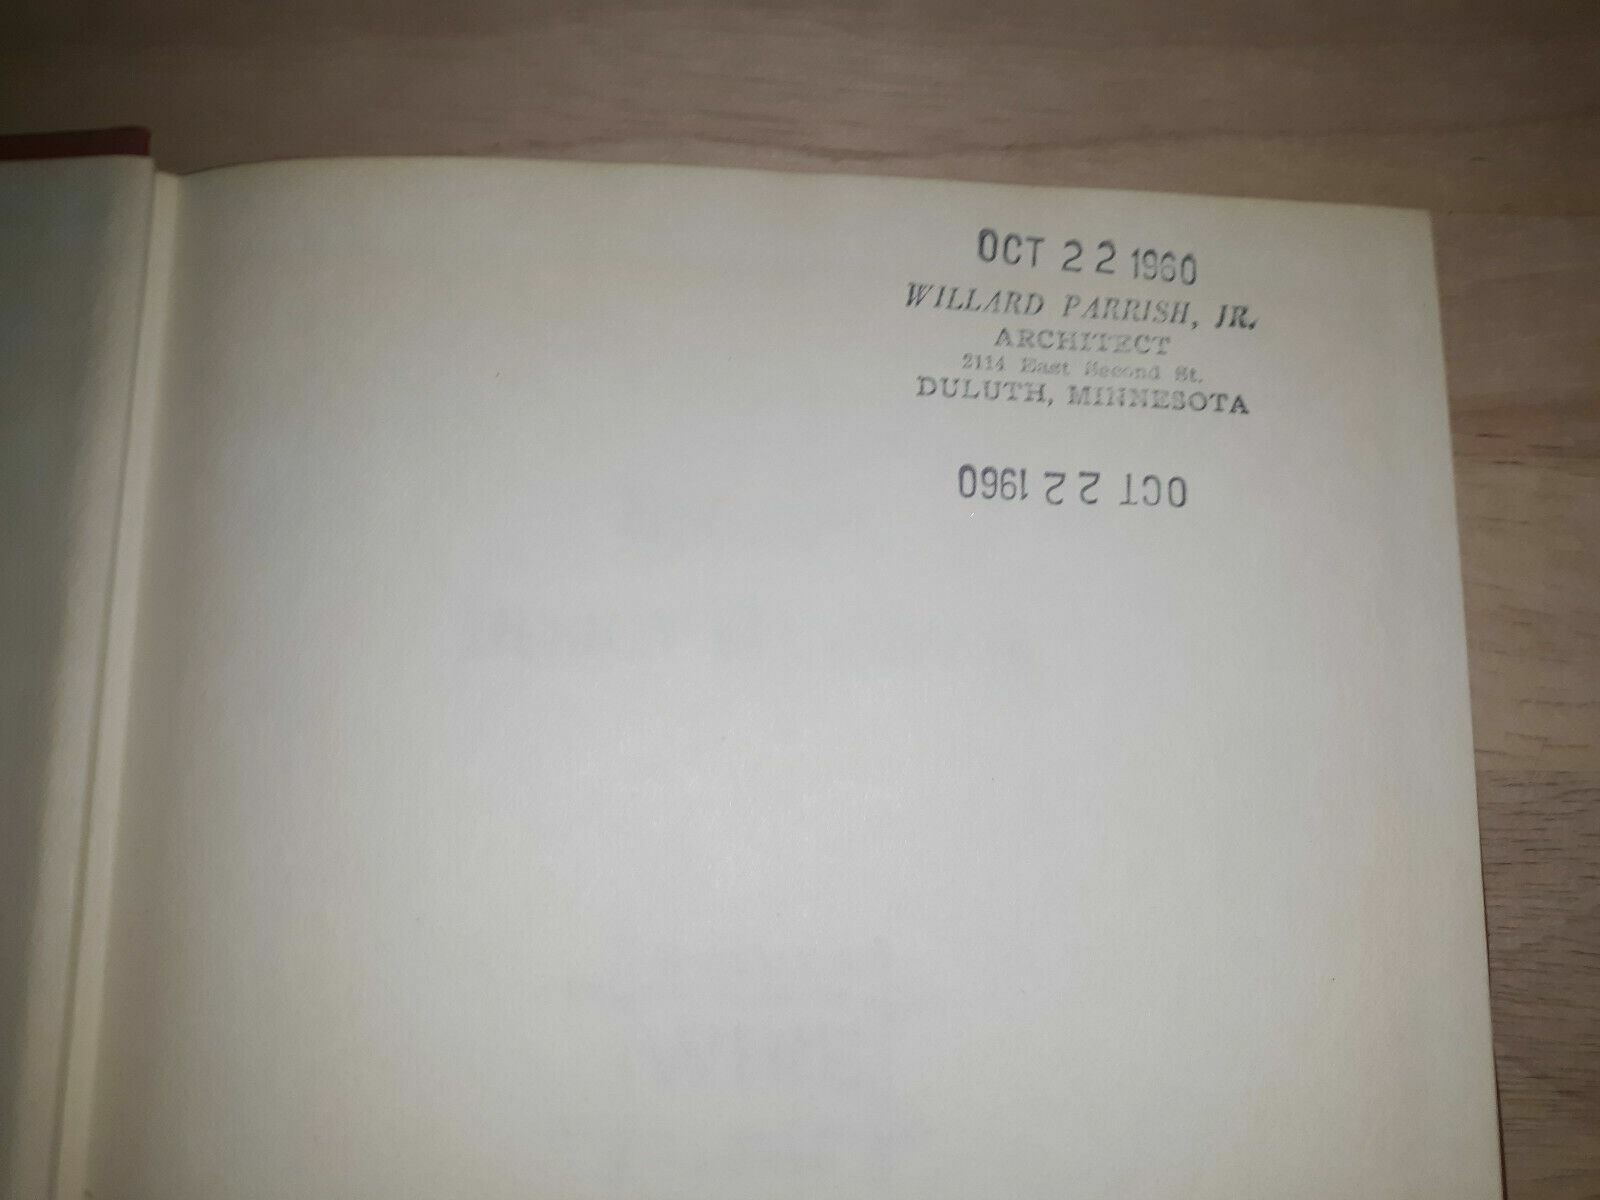 OCT 22 1960
WILLARD PARRISH, JR.
ARCHITECT
2114 East Second St.
DULUTH, MINNESOTA
OCT 22 1960